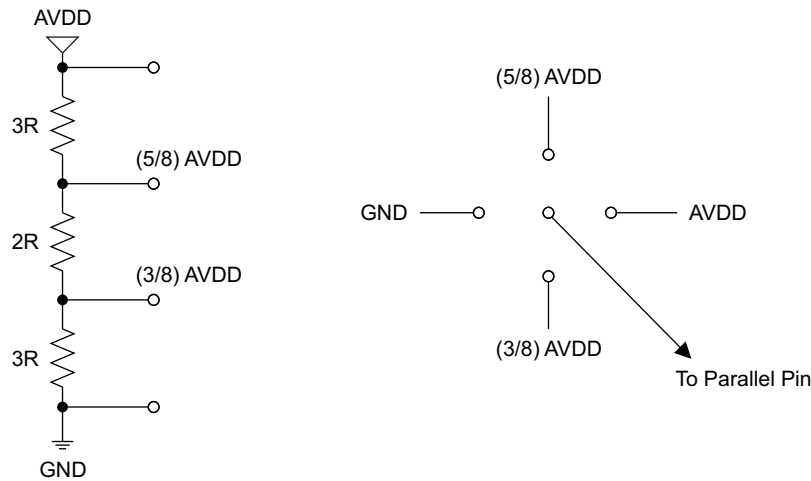 AVDD
3R
(5/8) AVDD
2R
(3/8) AVDD
3R
GND
(5/8) AVDD
GND
AVDD
(3/8) AVDD
To Parallel Pin